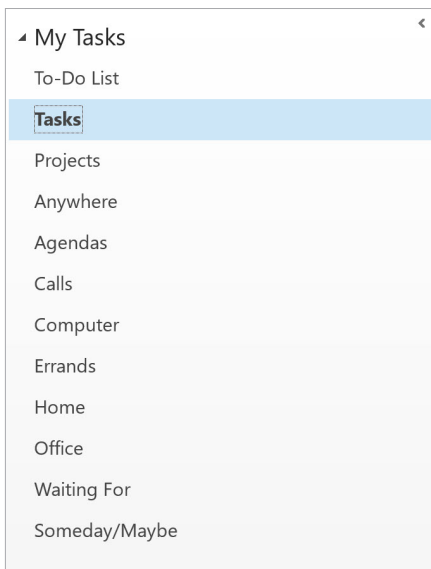 My Tasks
To-Do List
Tasks
Projects
Anywhere
Agendas
Calls
Computer
Errands
Home
Office
Waiting For
Someday/Maybe